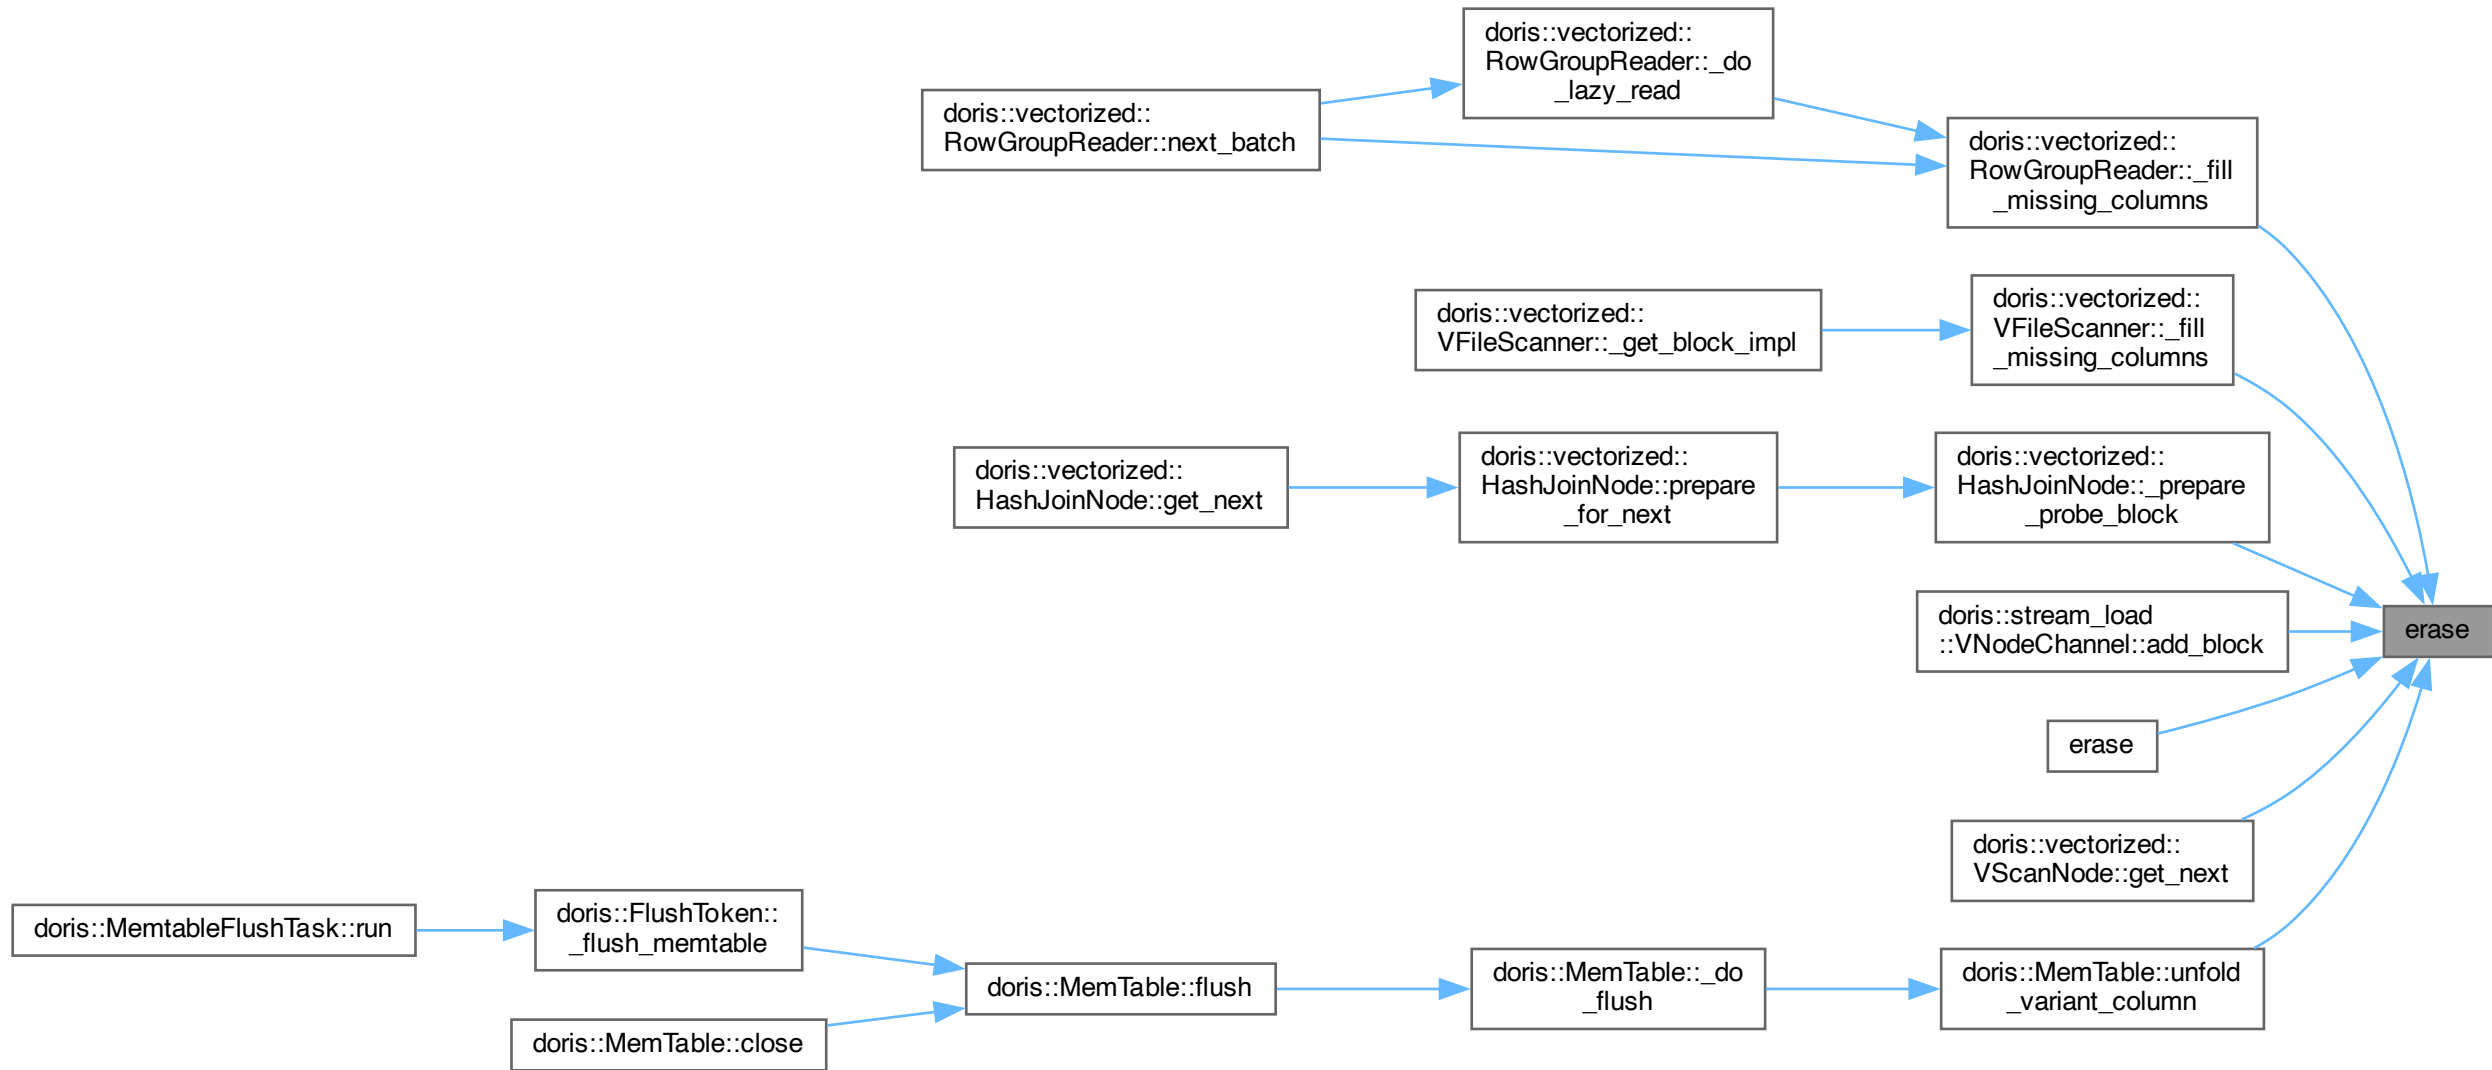 doris::vectorized::
RowGroupReader::_do
_lazy_read
doris::vectorized::
RowGroupReader::next_batch
doris::vectorized::
RowGroupReader::_fill
_missing_columns
doris::vectorized::
VFileScanner::_get_block_impl
doris::vectorized::
VFileScanner::_fill
_missing_columns
doris::vectorized::
HashJoinNode::get_next
doris::vectorized::
HashJoinNode::prepare
_for_next
doris::vectorized::
HashJoinNode::_prepare
_probe_block
doris::stream_load
::VNodeChannel::add_block
erase
erase
doris::vectorized::
VScanNode::get_next
doris::MemtableFlushTask::run
doris::FlushToken::
_flush_memtable
doris::MemTable::flush
doris::MemTable::_do
_flush
doris::MemTable::unfold
_variant_column
doris::MemTable::close